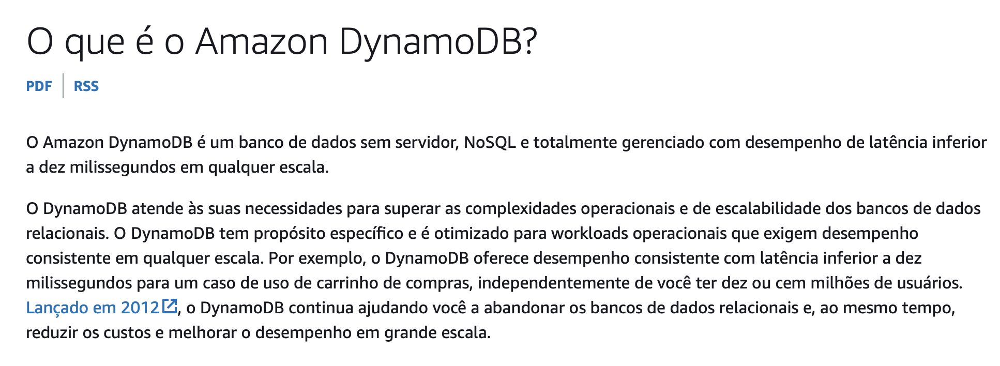 O que é o Amazon DynamoDB?
PDF | RSS
O Amazon DynamoDB é um banco de dados sem servidor, NoSQL e totalmente gerenciado com desempenho de latência inferior
a dez milissegundos em qualquer escala.
O DynamoDB atende às suas necessidades para superar as complexidades operacionais e de escalabilidade dos bancos de dados
relacionais. O DynamoDB tem propósito específico e é otimizado para workloads operacionais que exigem desempenho
consistente em qualquer escala. Por exemplo, o DynamoDB oferece desempenho consistente com latência inferior a dez
milissegundos para um caso de uso de carrinho de compras, independentemente de você ter dez ou cem milhões de usuários.
Lançado em 2012, o DynamoDB continua ajudando você a abandonar os bancos de dados relacionais e, ao mesmo tempo,
reduzir os custos e melhorar o desempenho em grande escala.